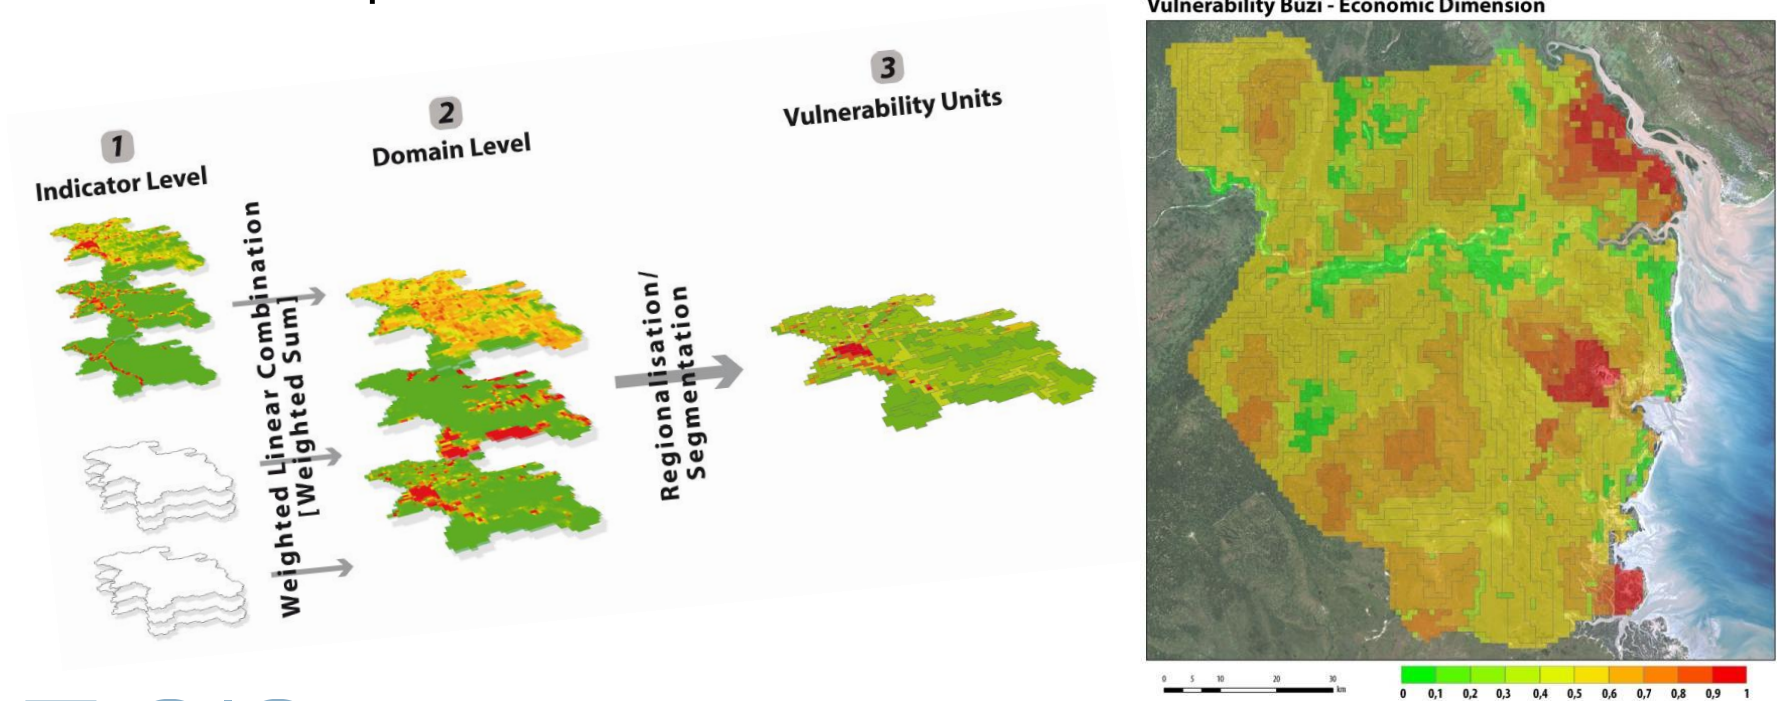 1
Indicator Level
Weighted Linear Combination
[Weighted Sum]
2
Domain Level
Regionalisation/
Segmentation
3
Vulnerability Units
Vulnerability Buzi - Economic Dimension
0 5 10 20 30
km
0 0,1 0,2 0,3 0,4 0,5 0,6 0,7 0,8 0,9 1